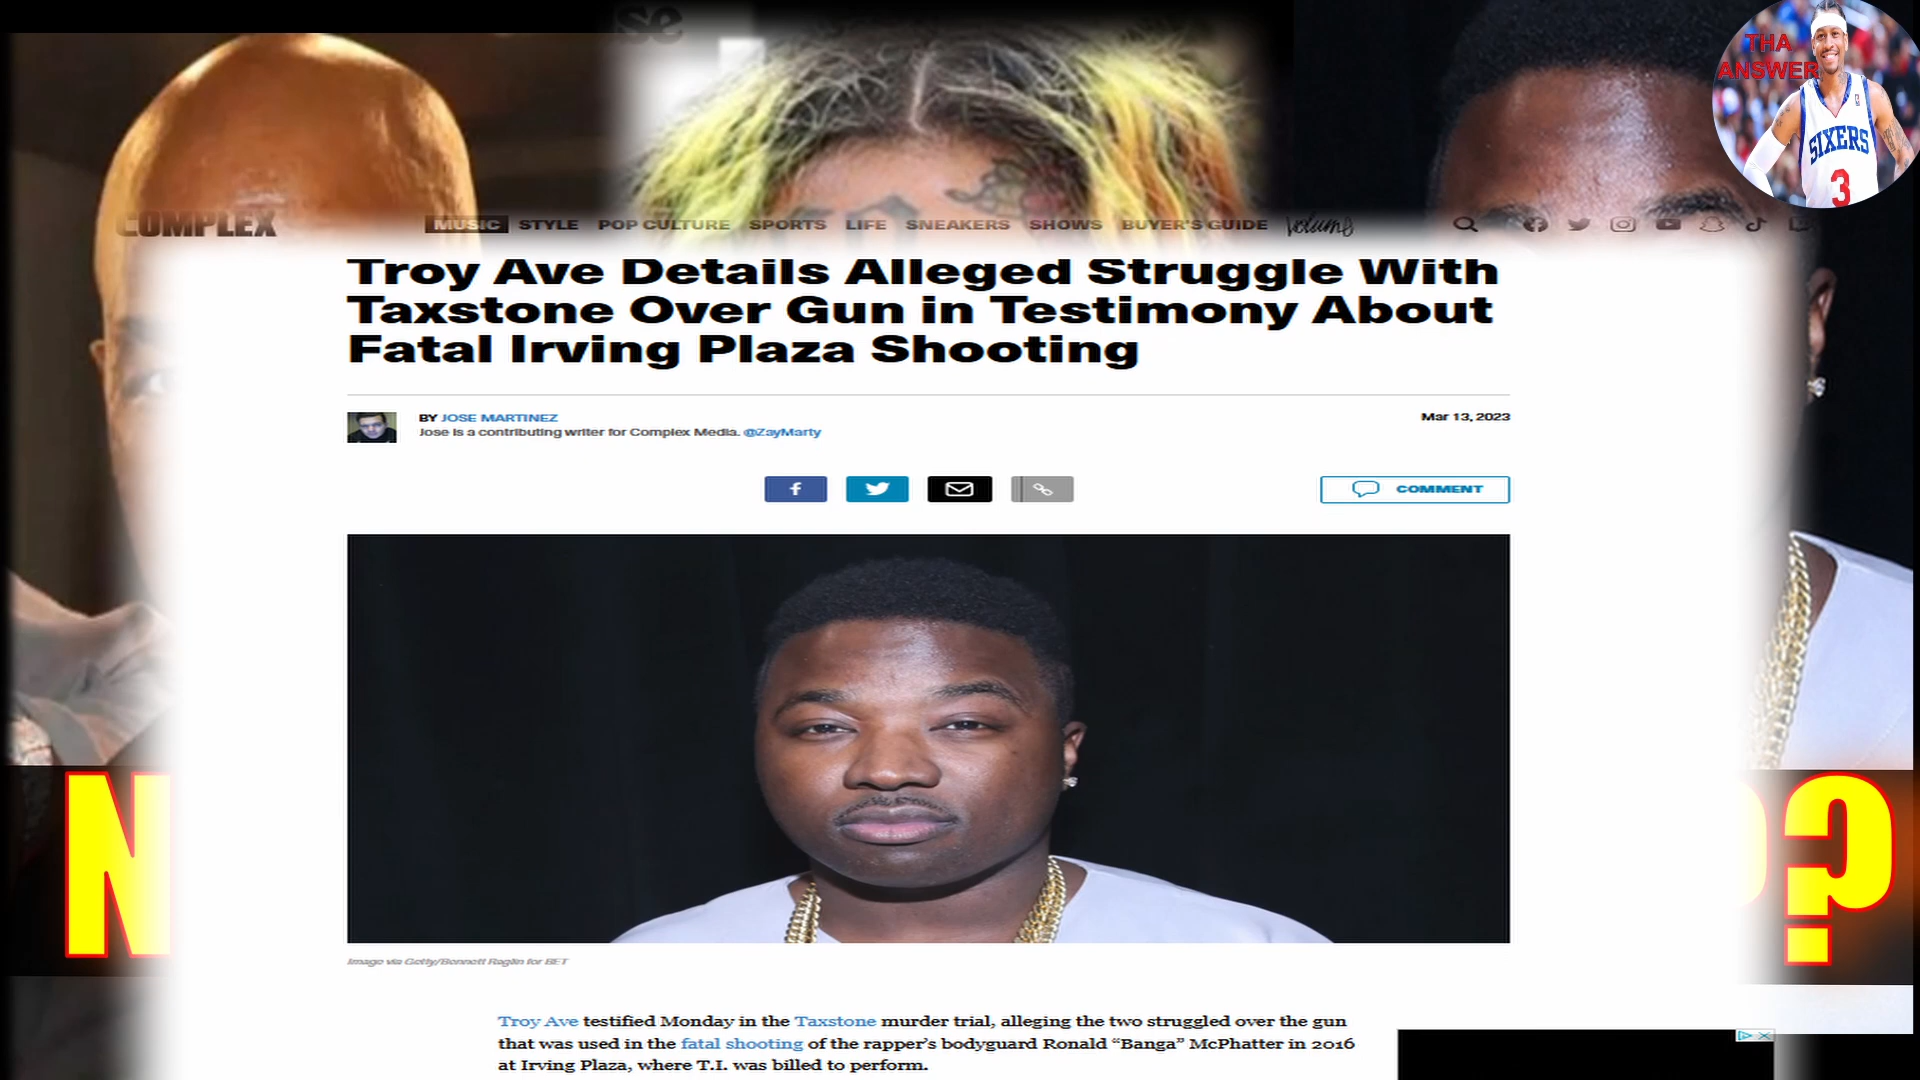 se
THA
ANSWER
SIXERS
3
COMPLEX
MUSIC STYLE POP CULTURE SPORTS LIFE SNEAKERS SHOWS BUYER'S GUIDE volume
Troy Ave Details Alleged Struggle With
Taxstone Over Gun in Testimony About
Fatal Irving Plaza Shooting
BY JOSE MARTINEZ
Mar 13, 2023
Jose is a contributing writer for Complex Media. @ZayMarty
COMMENT
N
?
Image via Getty/Bennett Raglin for BET
Troy Ave testified Monday in the Taxstone murder trial, alleging the two struggled over the gun
that was used in the fatal shooting of the rapper's bodyguard Ronald “Banga” McPhatter in 2016
at Irving Plaza, where T.I. was billed to perform.